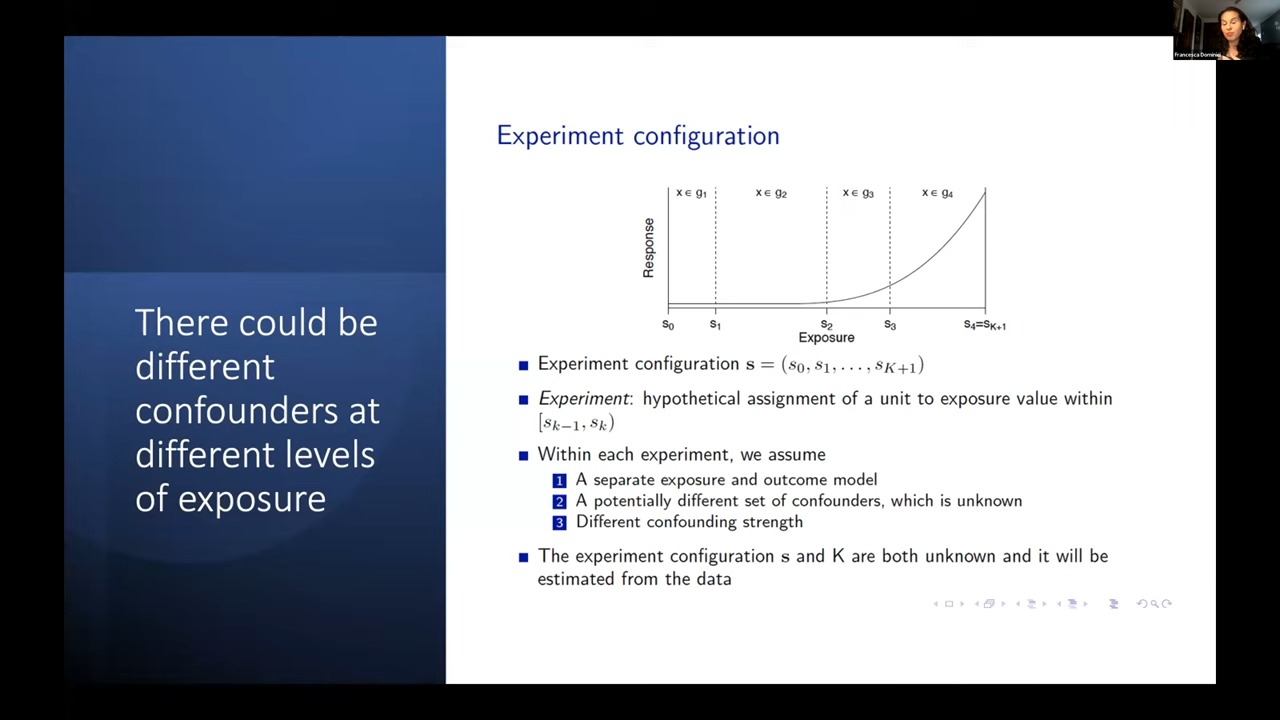 Francesca Dominici
There could be
different
confounders at
different levels
of exposure
Experiment configuration
x ∈ g₁ x ∈ g₂ x ∈ g₃ x ∈ g₄
Response
s₀ s₁ s₂ s₃ s₄=s_{K+1}
Exposure
Experiment configuration s = (s₀, s₁, . . . , s_{K+1})
Experiment: hypothetical assignment of a unit to exposure value within
[s_{k−1}, s_k)
Within each experiment, we assume
1 A separate exposure and outcome model
2 A potentially different set of confounders, which is unknown
3 Different confounding strength
The experiment configuration s and K are both unknown and it will be
estimated from the data